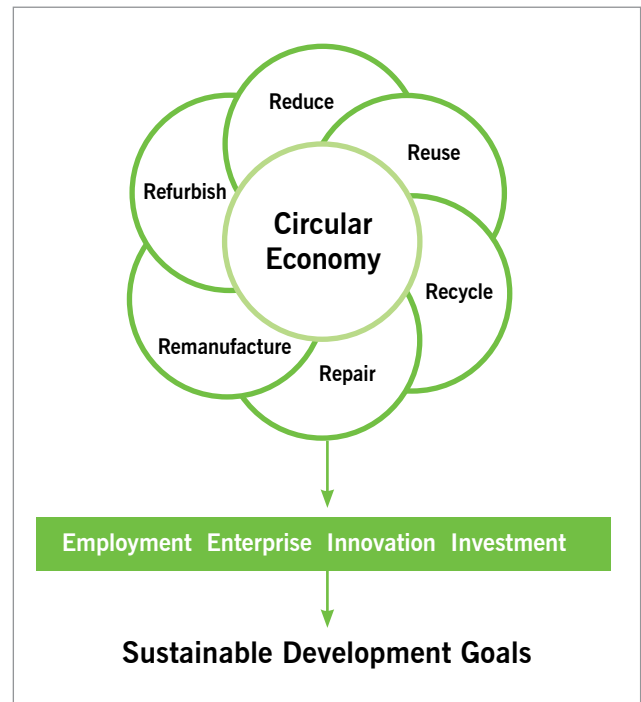 Reduce
Reuse
Refurbish
Circular
Economy
Recycle
Remanufacture
Repair
Employment Enterprise Innovation Investment
Sustainable Development Goals